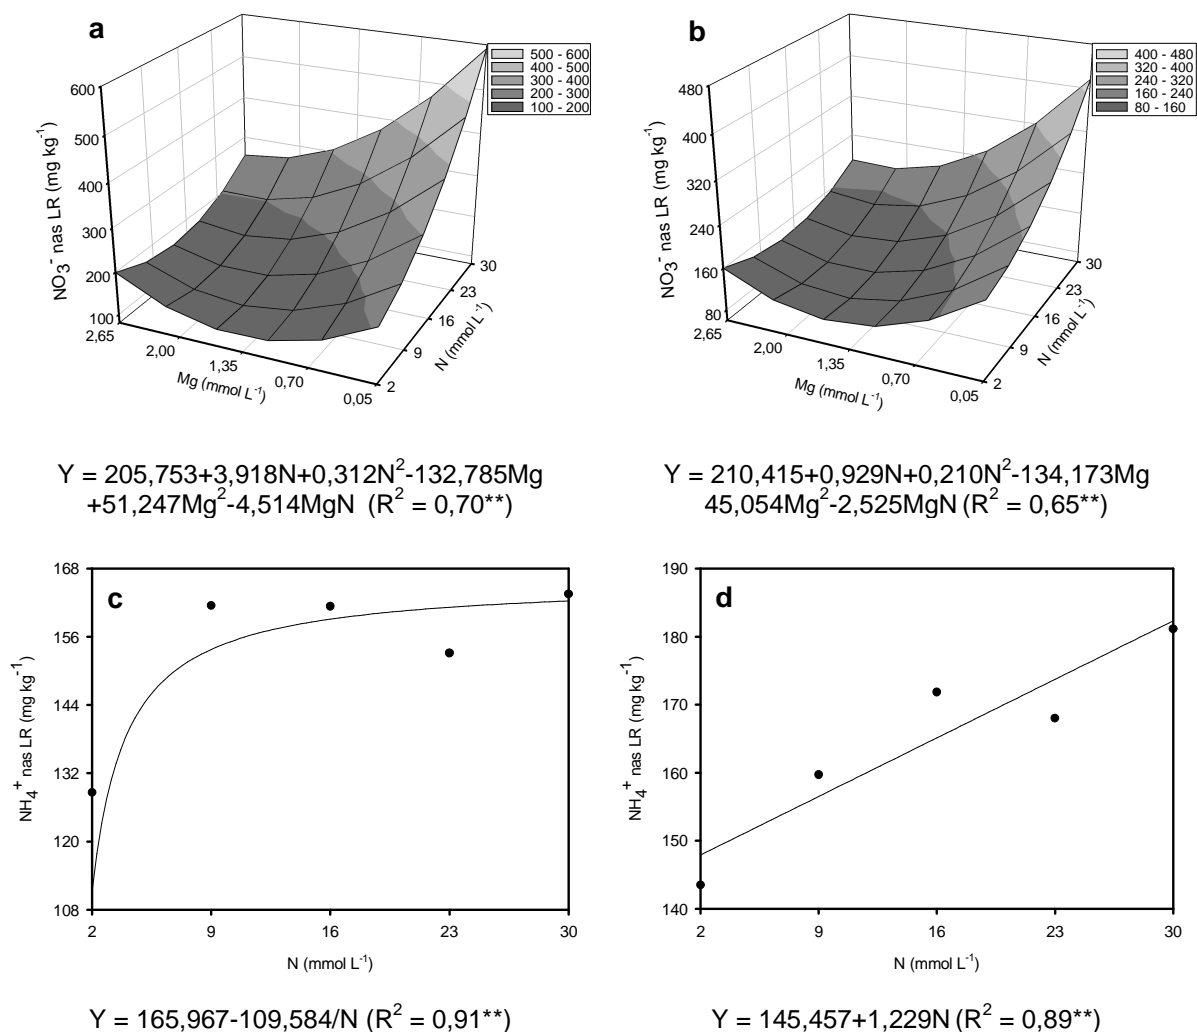 a
500 - 600
400 - 500
300 - 400
200 - 300
100 - 200
600
500
400
300
200
100
NO₃⁻ nas LR (mg kg⁻¹)
2,65
2,00
1,35
0,70
0,05
Mg (mmol L⁻¹)
2
9
16
23
30
N (mmol L⁻¹)
b
400 - 480
320 - 400
240 - 320
160 - 240
80 - 160
480
400
320
240
160
80
NO₃⁻ nas LR (mg kg⁻¹)
2,65
2,00
1,35
0,70
0,05
Mg (mmol L⁻¹)
2
9
16
23
30
N (mmol L⁻¹)
Y = 205,753+3,918N+0,312N²-132,785Mg
+51,247Mg²-4,514MgN (R² = 0,70**)
Y = 210,415+0,929N+0,210N²-134,173Mg
45,054Mg²-2,525MgN (R² = 0,65**)
c
168
156
144
132
120
108
NH₄⁺ nas LR (mg kg⁻¹)
2 9 16 23 30
N (mmol L⁻¹)
d
190
180
170
160
150
140
NH₄⁺ nas LR (mg kg⁻¹)
2 9 16 23 30
N (mmol L⁻¹)
Y = 165,967-109,584/N (R² = 0,91**)
Y = 145,457+1,229N (R² = 0,89**)